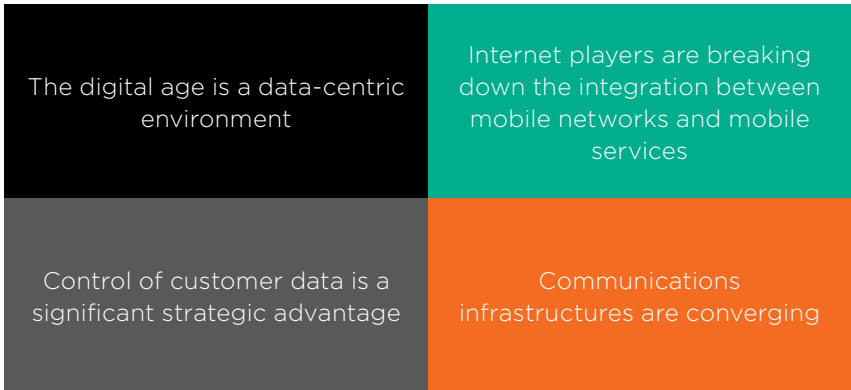 The digital age is a data-centric
environment
Internet players are breaking
down the integration between
mobile networks and mobile
services
Control of customer data is a
significant strategic advantage
Communications
infrastructures are converging